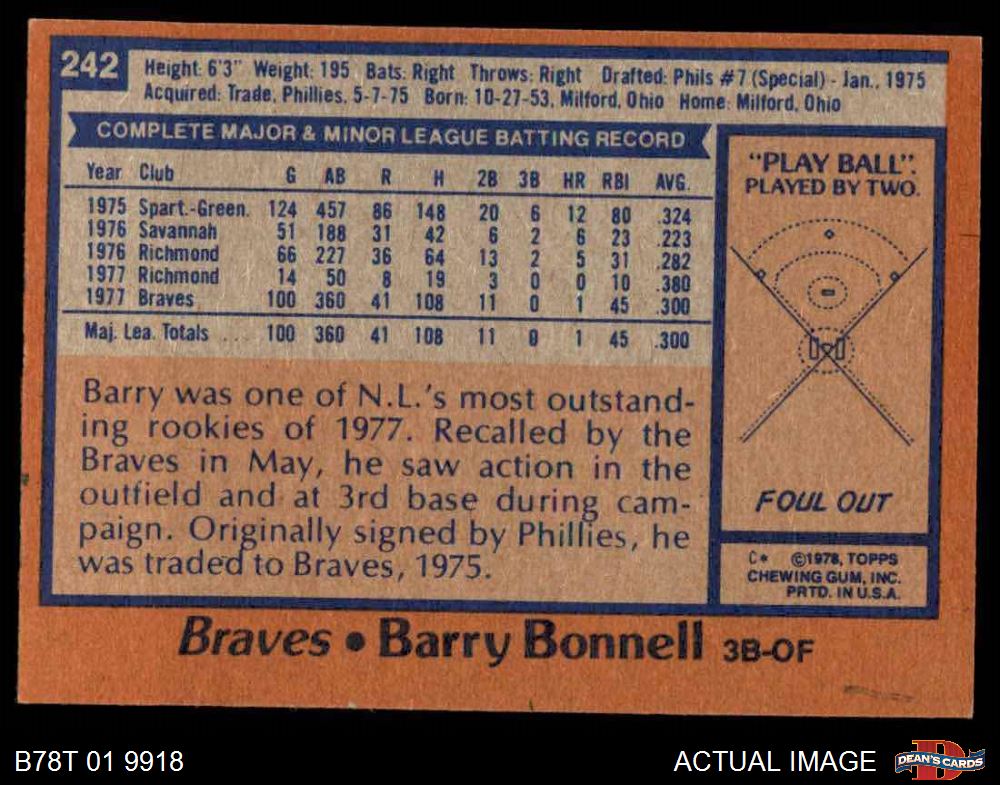 242
Height: 6'3" Weight: 195 Bats: Right Throws: Right Drafted: Phils #7 (Special) - Jan., 1975
Acquired: Trade, Phillies, 5-7-75 Born: 10-27-53, Milford, Ohio Home: Milford, Ohio
COMPLETE MAJOR & MINOR LEAGUE BATTING RECORD
Year Club G AB R H 2B 3B HR RBI AVG.
1975 Spart.-Green. 124 457 86 148 20 6 12 80 .324
1976 Savannah 51 188 31 42 6 2 6 23 .223
1976 Richmond 66 227 36 64 13 2 5 31 .282
1977 Richmond 14 50 8 19 3 0 0 10 .380
1977 Braves 100 360 41 108 11 0 1 45 .300
Maj. Lea. Totals ... 100 360 41 108 11 0 1 45 .300
Barry was one of N.L.'s most outstand-
ing rookies of 1977. Recalled by the
Braves in May, he saw action in the
outfield and at 3rd base during cam-
paign. Originally signed by Phillies, he
was traded to Braves, 1975.
"PLAY BALL".
PLAYED BY TWO.
FOUL OUT
C* ©1978, TOPPS
CHEWING GUM, INC.
PRTD. IN U.S.A.
Braves • Barry Bonnell 3B-OF
B78T 01 9918
ACTUAL IMAGE
D
DEAN'S CARDS